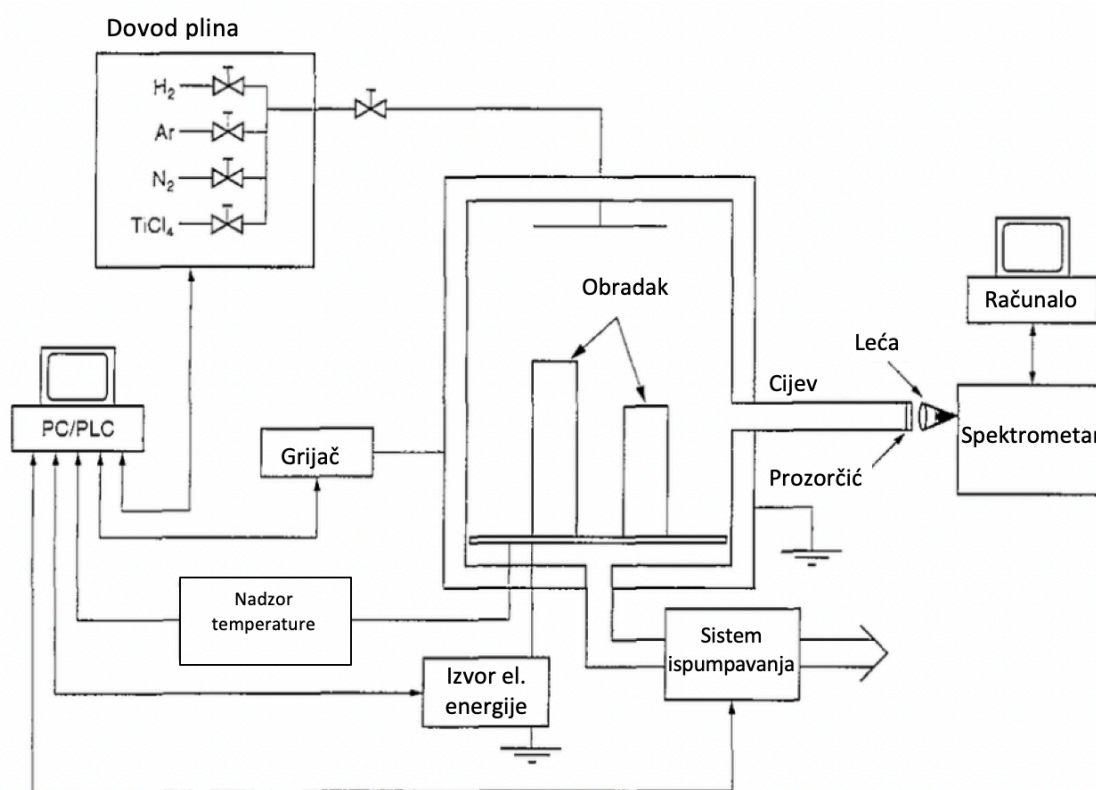 Dovod plina
H₂
Ar
N₂
TiCl₄
Obradak
Računalo
Leća
Cijev
PC/PLC
Grijač
Spektrometar
Prozorčić
Nadzor
temperature
Sistem
ispumpavanja
Izvor el.
energije